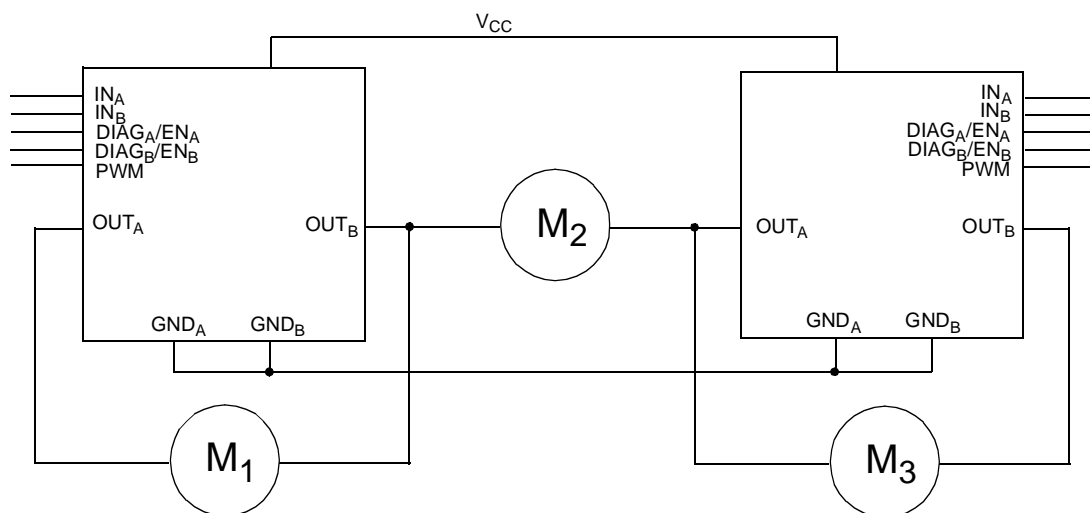 V_CC
IN_A
IN_B
DIAG_A/EN_A
DIAG_B/EN_B
PWM
OUT_A
OUT_B
GND_A GND_B
M_1
M_2
IN_A
IN_B
DIAG_A/EN_A
DIAG_B/EN_B
PWM
OUT_A
OUT_B
GND_A GND_B
M_3